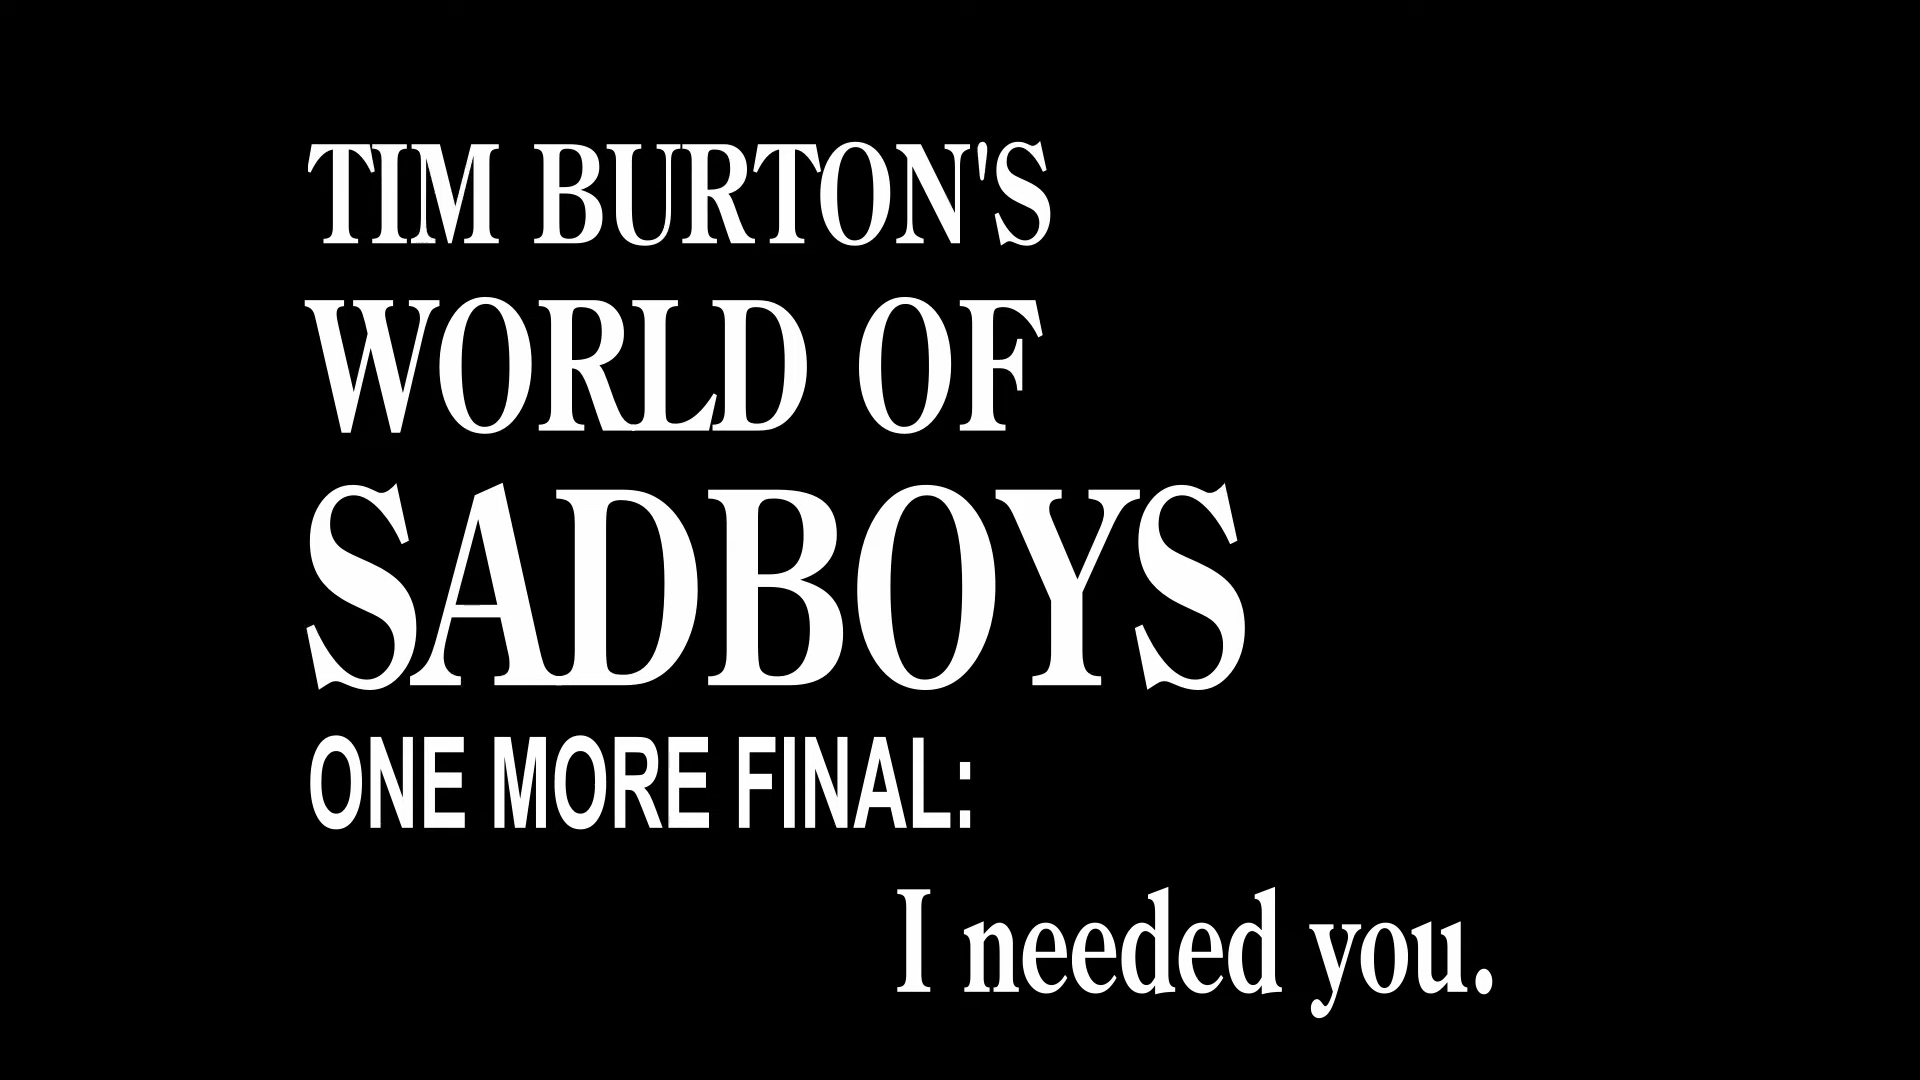 TIM BURTON'S
WORLD OF
SADBOYS
ONE MORE FINAL:
I needed you.